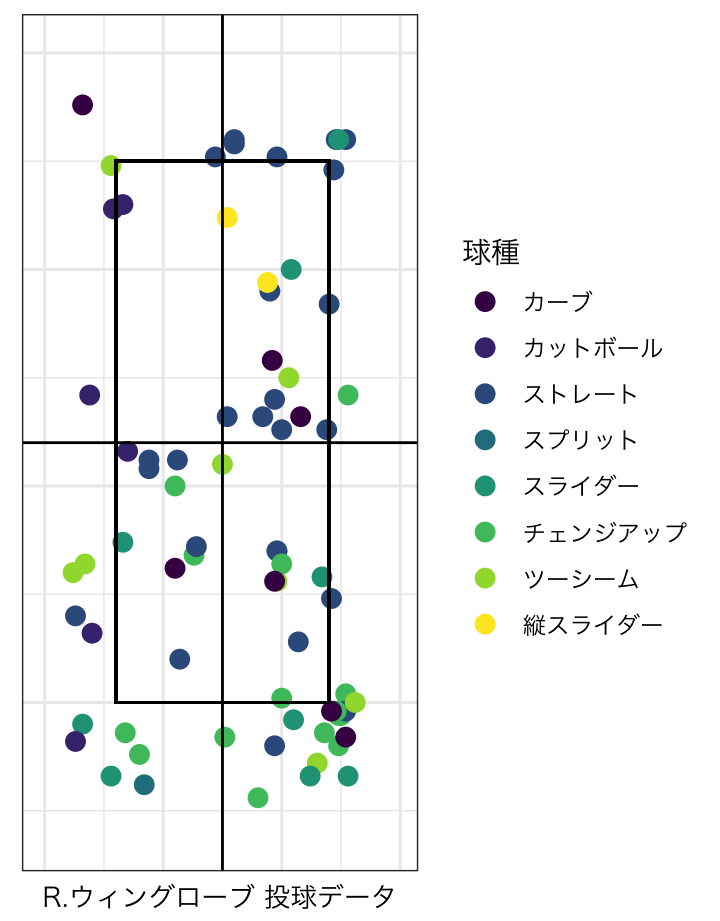 球種
カーブ
カットボール
ストレート
スプリット
スライダー
チェンジアップ
ツーシーム
縦スライダー
R.ウィングローブ 投球データ